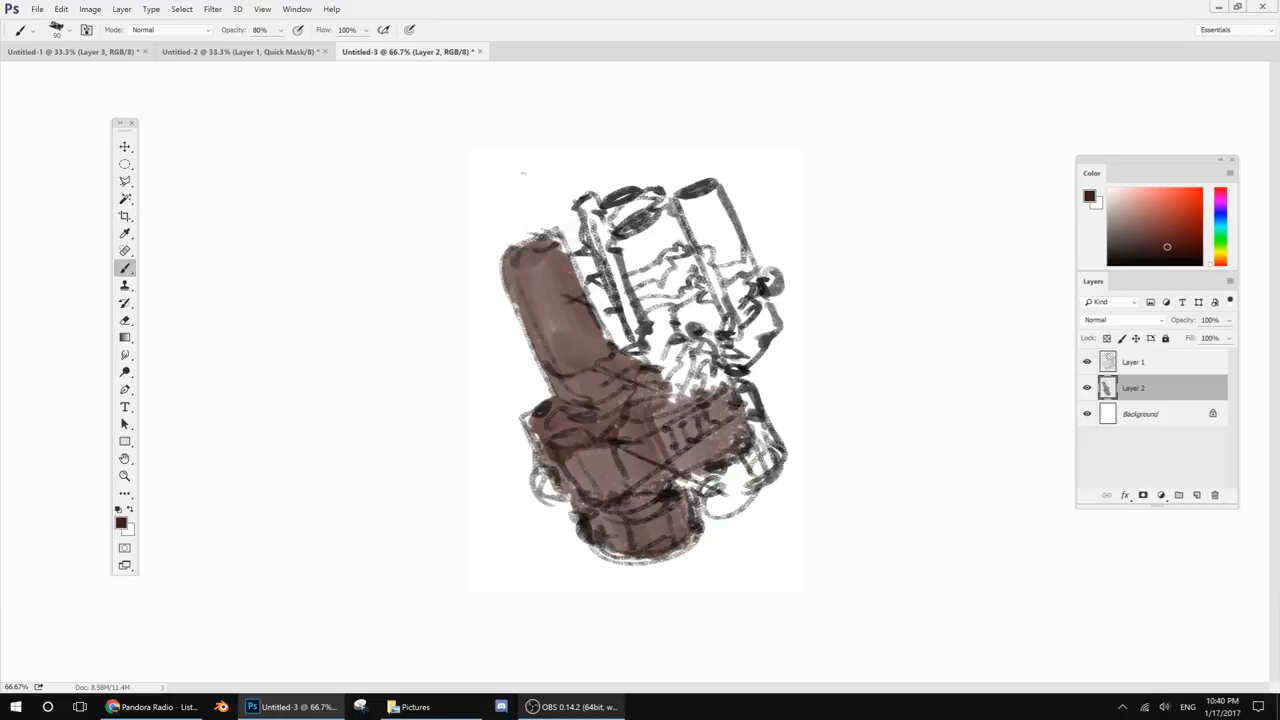 Ps File Edit Image Layer Type Select Filter 3D View Window Help
90 Mode: Normal Opacity: 80% Flow: 100% Essentials
Untitled-1 @ 33.3% (Layer 3, RGB/8) * × Untitled-2 @ 33.3% (Layer 1, Quick Mask/8) * × Untitled-3 @ 66.7% (Layer 2, RGB/8) * ×
Color
Layers
Kind
Normal Opacity: 100%
Lock: Fill: 100%
Layer 1
Layer 2
Background
fx
66.67% Doc: 8.58M/11.4M
Pandora Radio - List... Ps Untitled-3 @ 66.7%... Pictures OBS 0.14.2 (64bit, w...
10:40 PM
1/17/2017